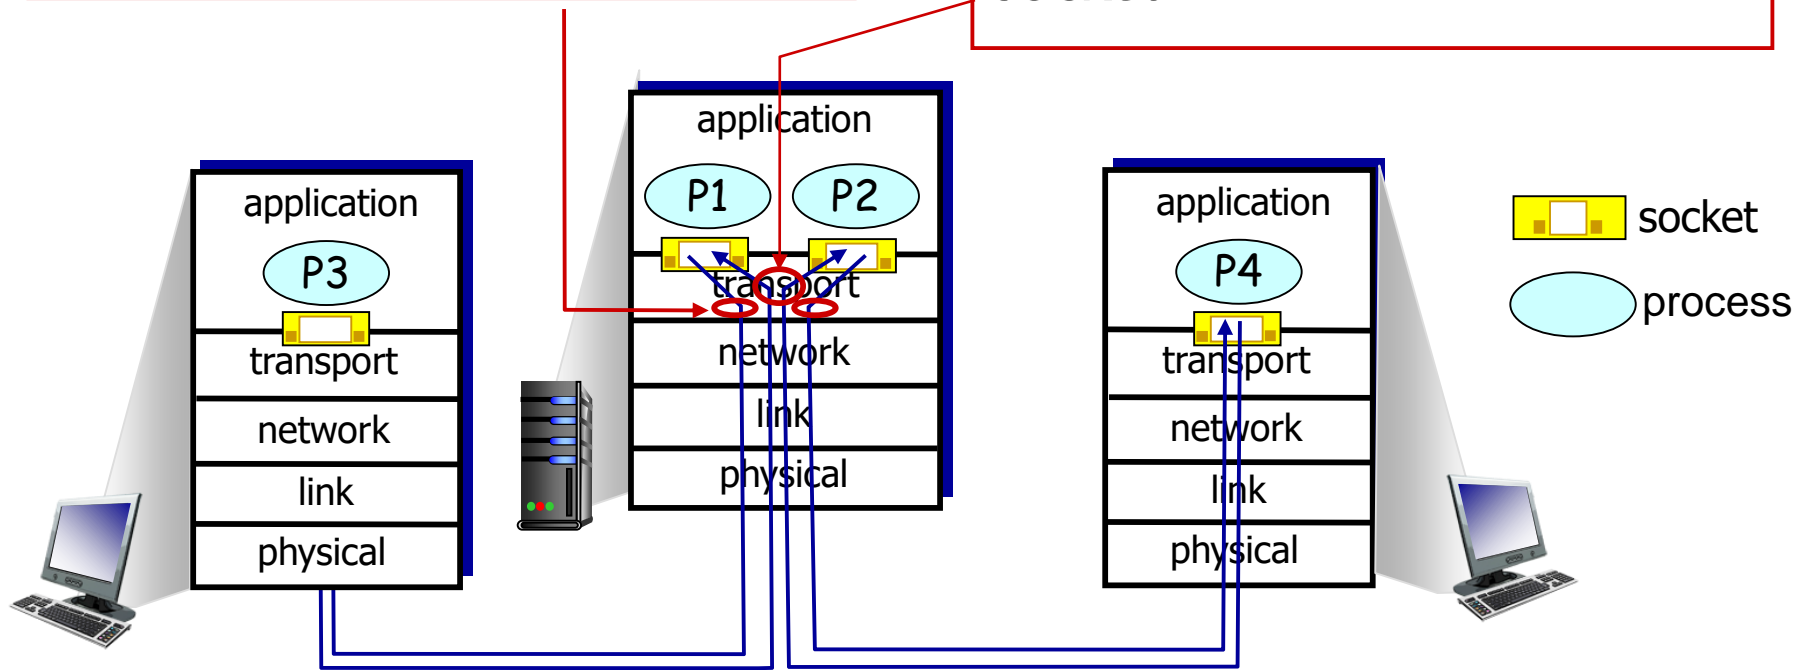 application
P1
P2
transport
network
link
physical
application
P3
transport
network
link
physical
application
P4
transport
network
link
physical
socket
process